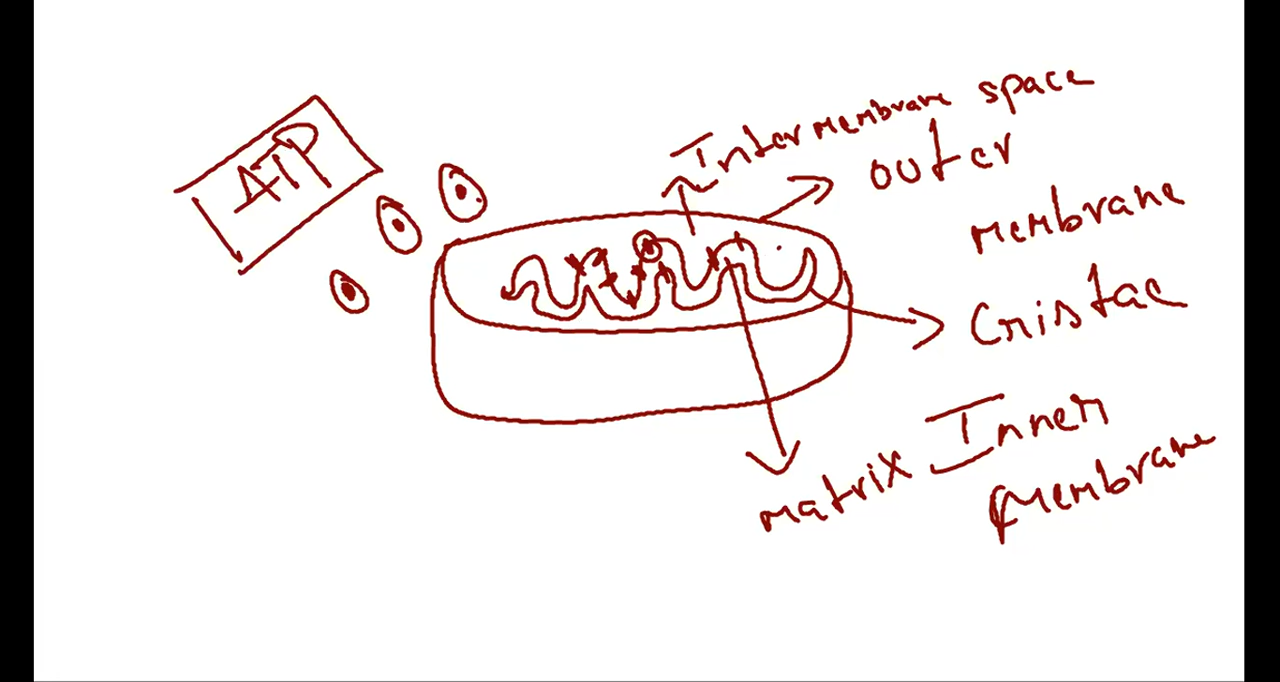 ATP
Intermembrane space
outer
membrane
Cristae
matrix
Inner
membrane